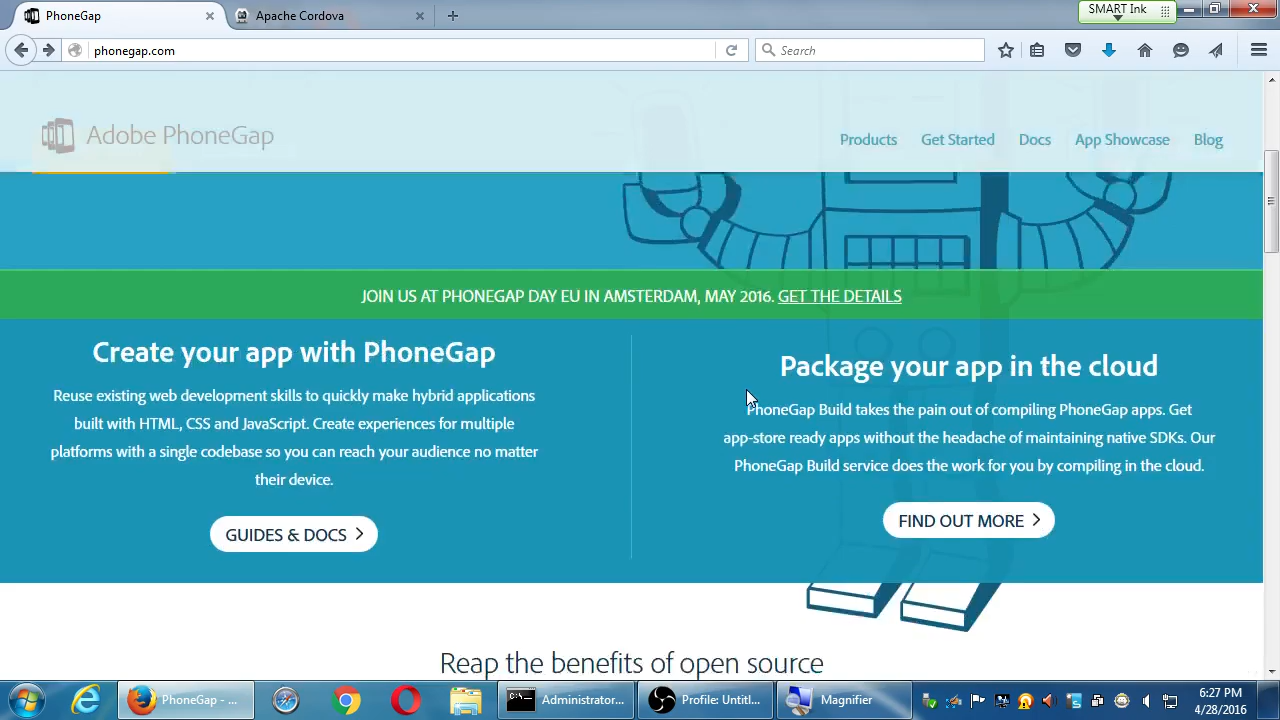 PhoneGap
Apache Cordova
SMART Ink
phonegap.com
Search
Adobe PhoneGap
Products
Get Started
Docs
App Showcase
Blog
JOIN US AT PHONEGAP DAY EU IN AMSTERDAM, MAY 2016. GET THE DETAILS
Create your app with PhoneGap
Reuse existing web development skills to quickly make hybrid applications
built with HTML, CSS and JavaScript. Create experiences for multiple
platforms with a single codebase so you can reach your audience no matter
their device.
GUIDES & DOCS
Package your app in the cloud
PhoneGap Build takes the pain out of compiling PhoneGap apps. Get
app-store ready apps without the headache of maintaining native SDKs. Our
PhoneGap Build service does the work for you by compiling in the cloud.
FIND OUT MORE
Reap the benefits of open source
PhoneGap - ...
Administrator...
Profile: Untitl...
Magnifier
6:27 PM
4/28/2016